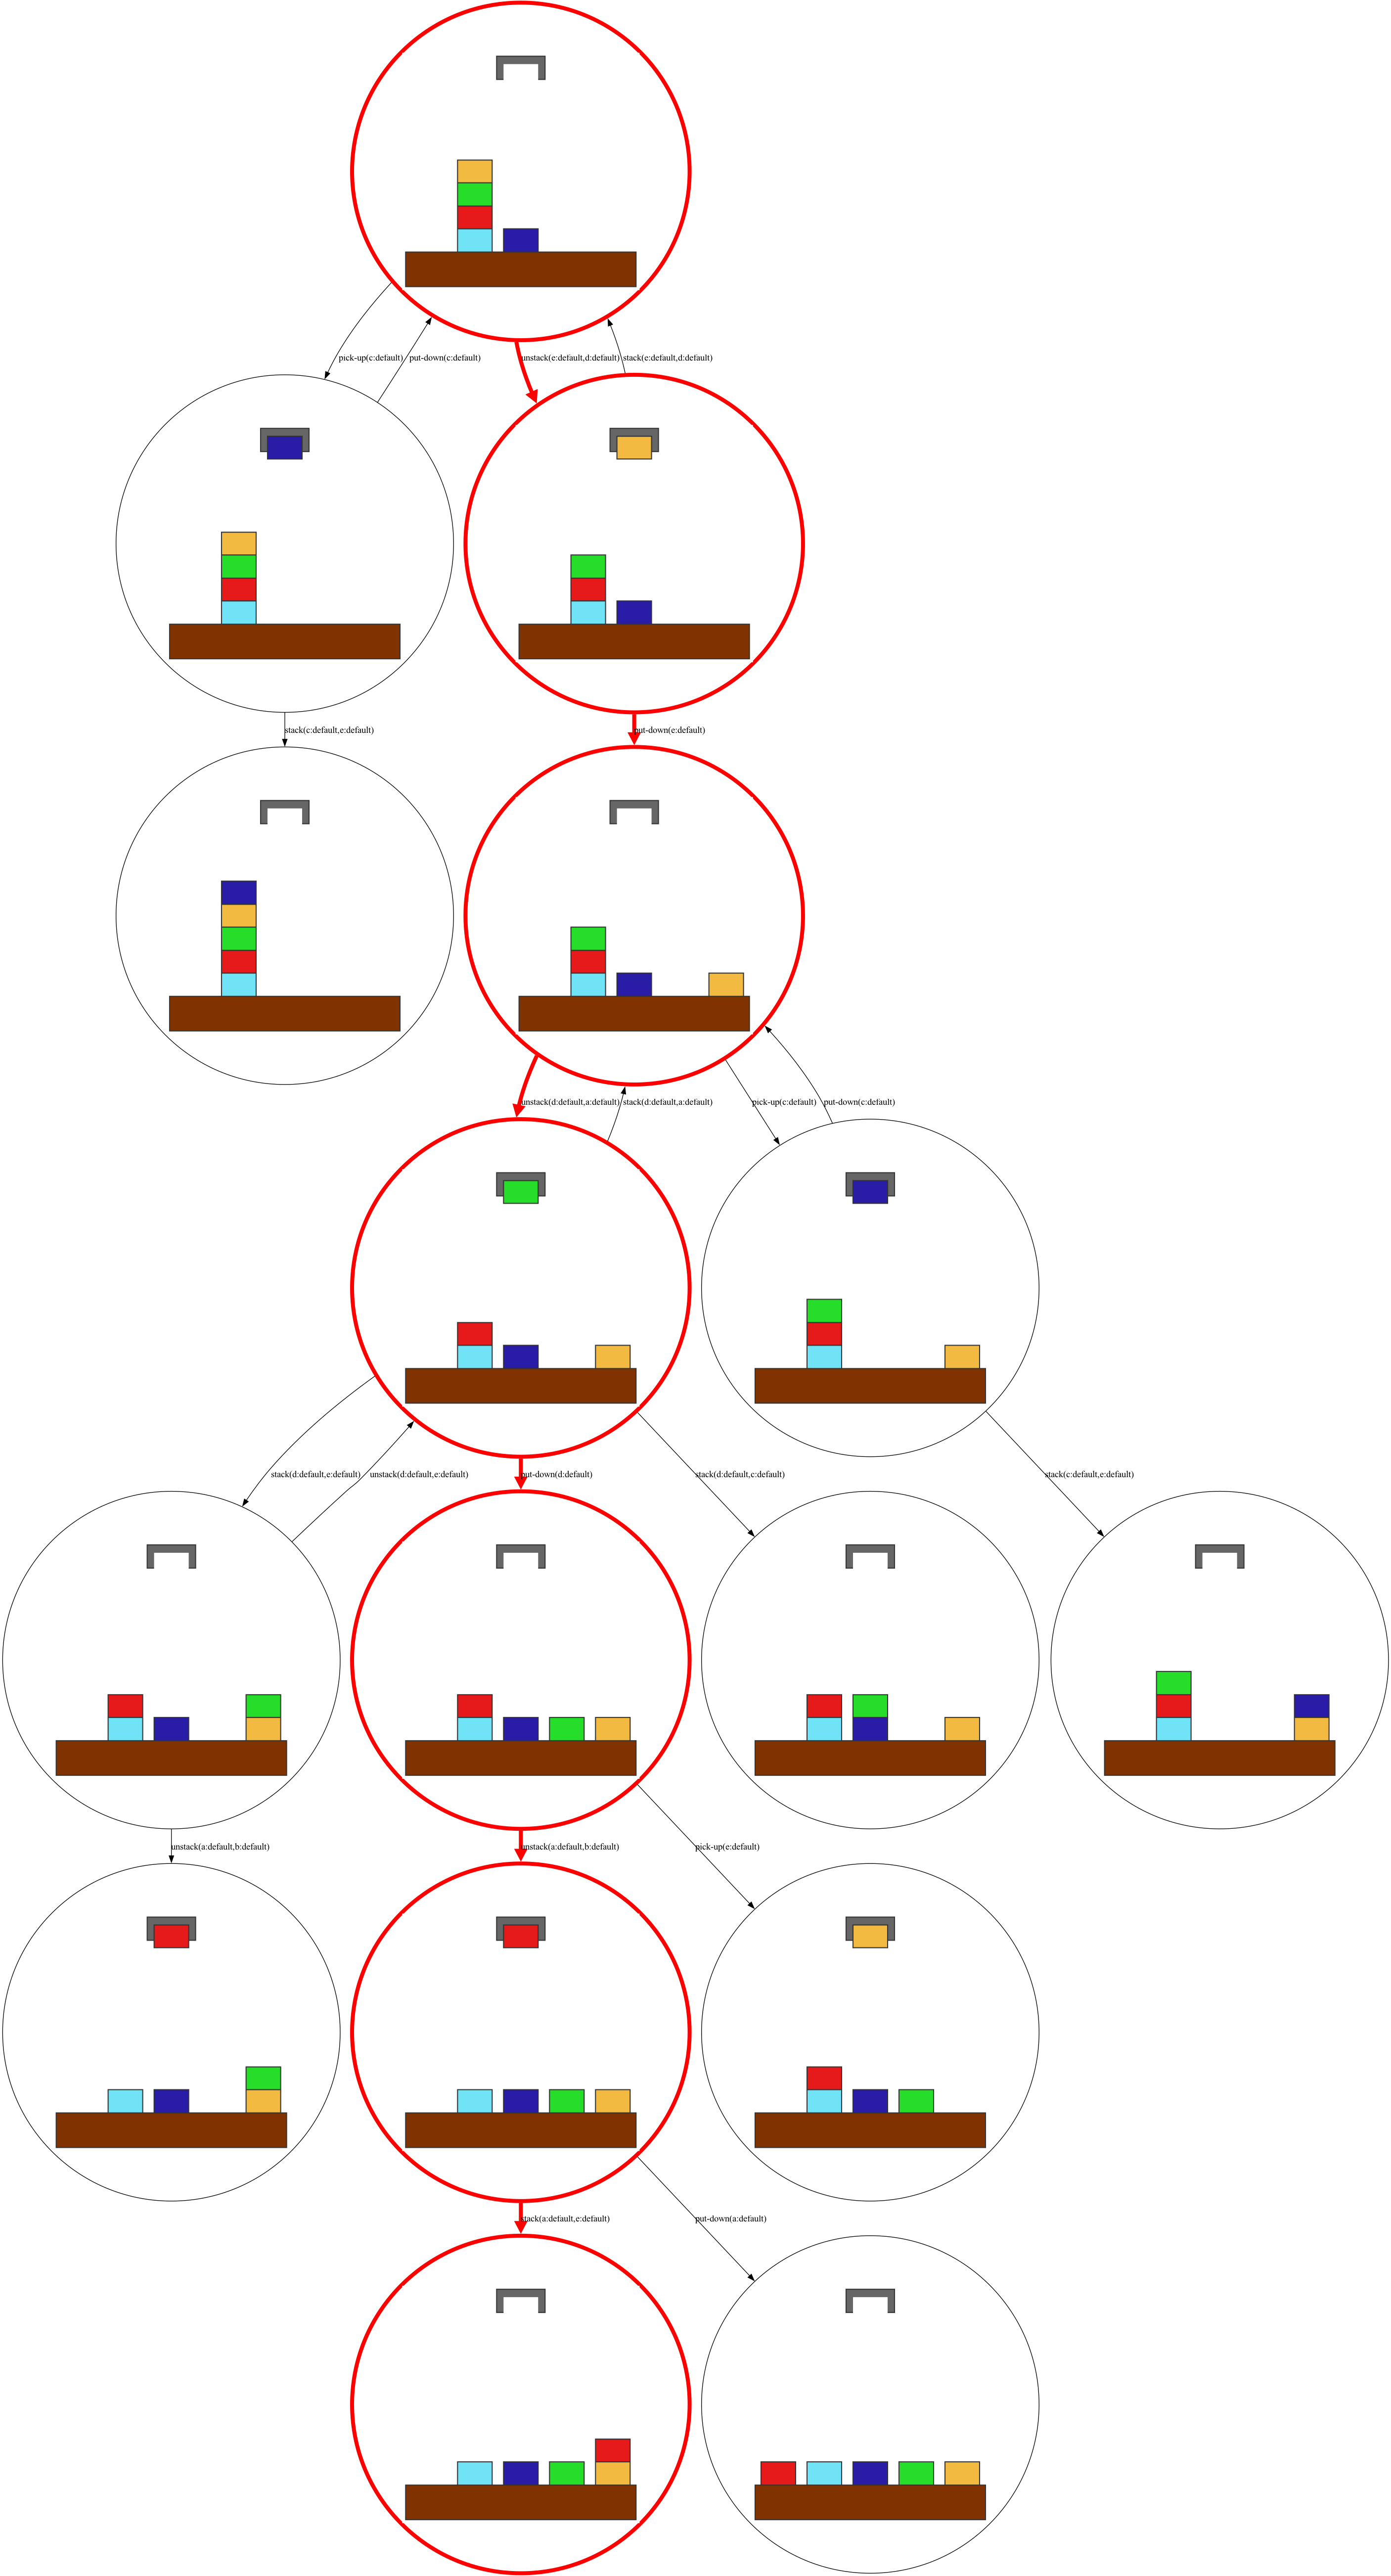 pick-up(c:default)
put-down(c:default)
unstack(e:default,d:default)
stack(e:default,d:default)
stack(c:default,e:default)
put-down(e:default)
unstack(d:default,a:default)
stack(d:default,a:default)
pick-up(c:default)
put-down(c:default)
stack(d:default,e:default)
unstack(d:default,e:default)
put-down(d:default)
stack(d:default,c:default)
stack(c:default,e:default)
unstack(a:default,b:default)
unstack(a:default,b:default)
pick-up(e:default)
stack(a:default,e:default)
put-down(a:default)